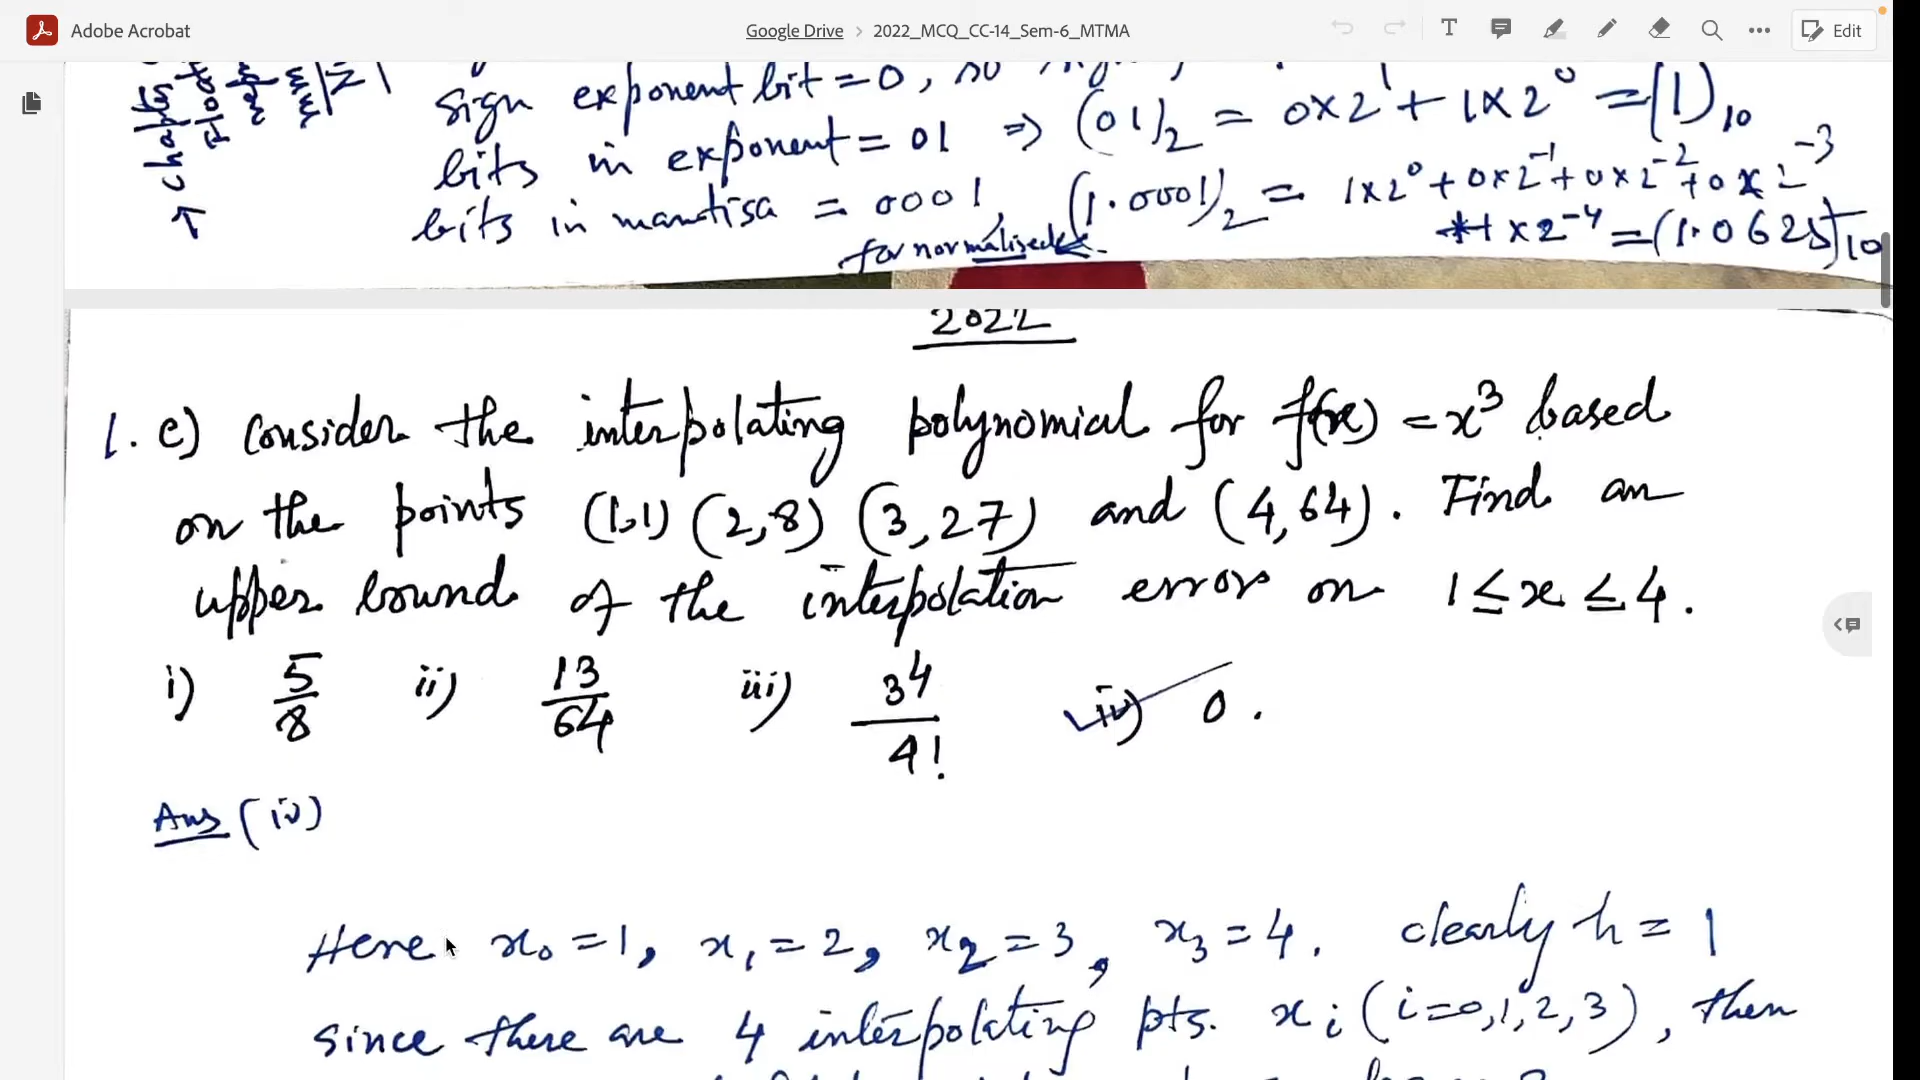 Adobe Acrobat
Google Drive > 2022_MCQ_CC-14_Sem-6_MTMA
Edit
sign exponent bit = 0, so
bits in exponent = 01 ⇒ (01)₂ = 0×2¹ + 1×2⁰ = (1)₁₀
bits in mantisa = 0001, (1.0001)₂ = 1×2⁰ + 0×2⁻¹ + 0×2⁻² + 0×2⁻³
for normalised +1×2⁻⁴ = (1.0625)₁₀
2022
1. e) Consider the interpolating polynomial for f(x) = x³ based
on the points (1,1) (2,8) (3,27) and (4,64). Find an
upper bound of the interpolation error on 1 ≤ x ≤ 4.
i) 5/8 ii) 13/64 iii) 3⁴/4! iv) 0.
Ans (iv)
Here x₀ = 1, x₁ = 2, x₂ = 3, x₃ = 4. clearly h = 1
since there are 4 interpolating pts. xᵢ (i=0,1,2,3), then